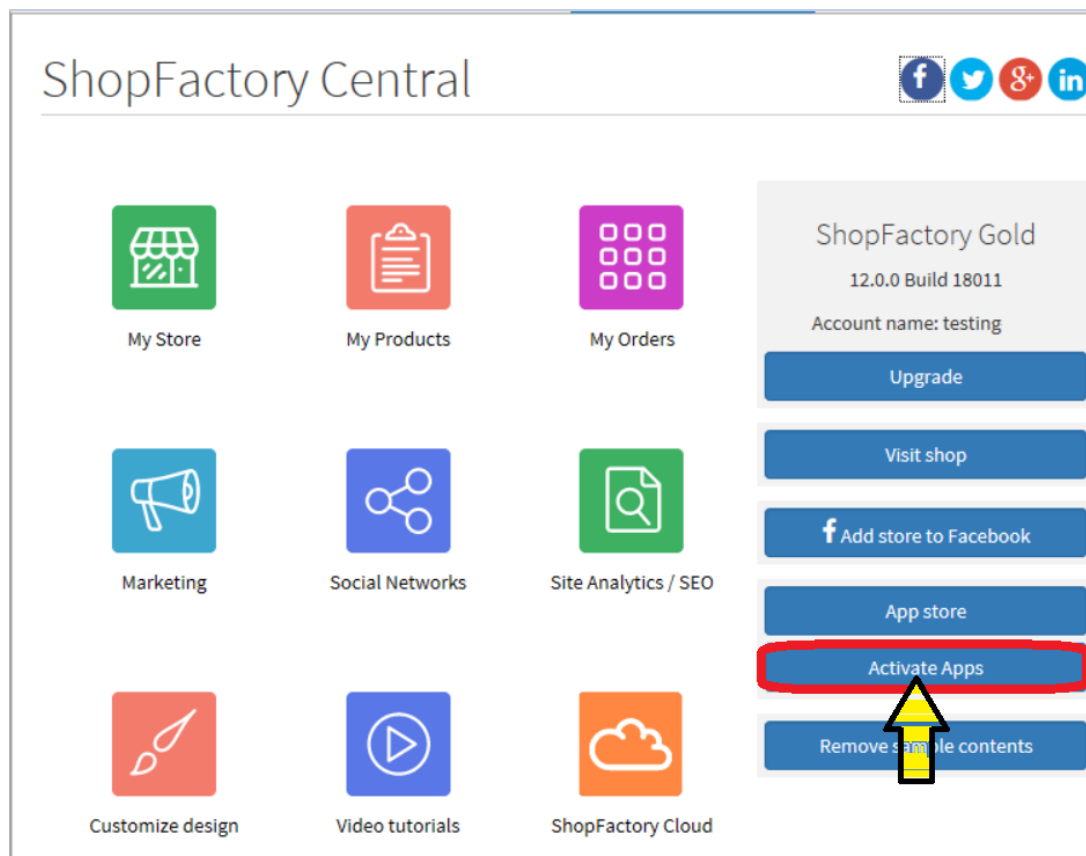 ShopFactory Central
f
g+
in
My Store
My Products
My Orders
ShopFactory Gold
12.0.0 Build 18011
Account name: testing
Upgrade
Visit shop
f Add store to Facebook
App store
Activate Apps
Remove sample contents
Marketing
Social Networks
Site Analytics / SEO
Customize design
Video tutorials
ShopFactory Cloud